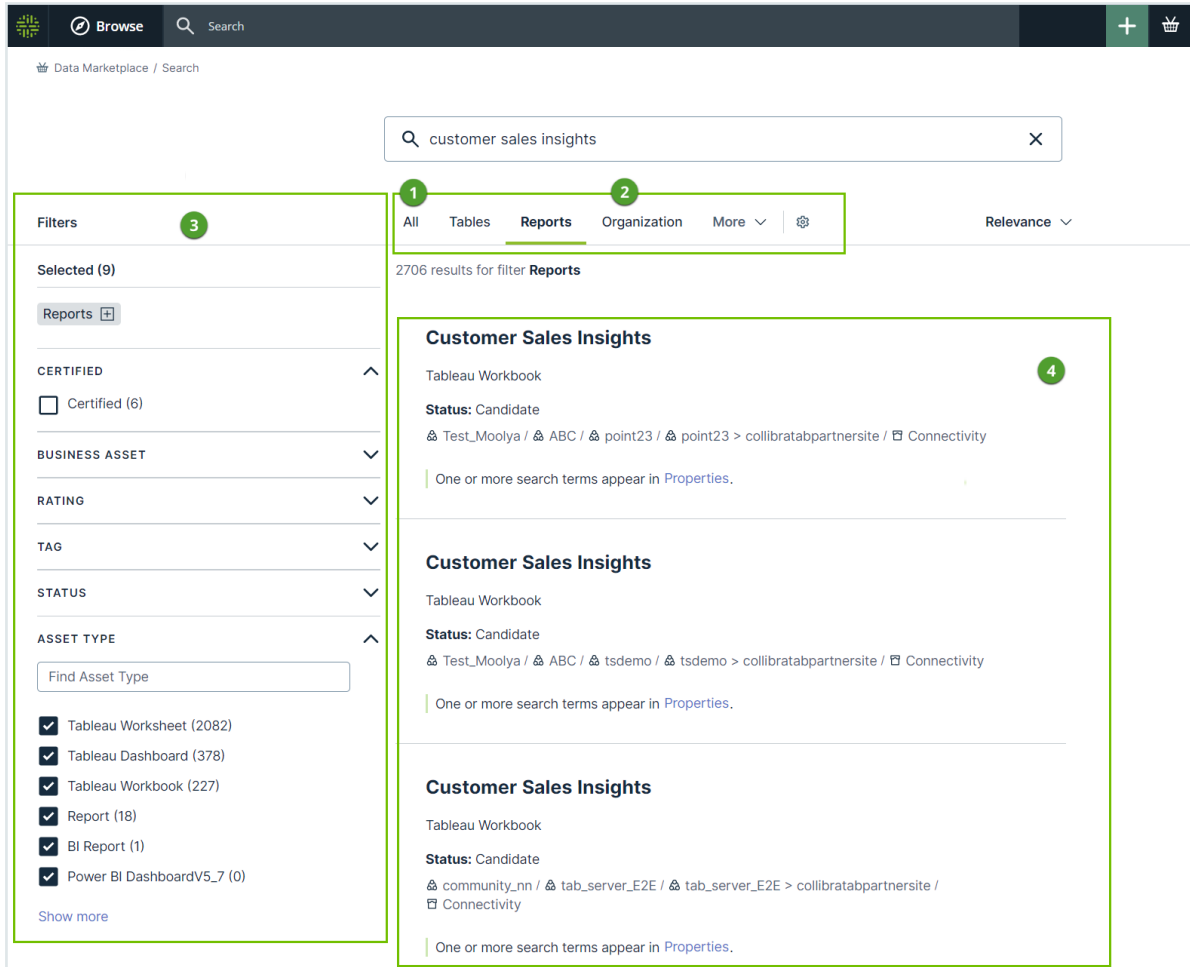 Browse
Search
Data Marketplace / Search
customer sales insights
1
2
3
Filters
All Tables Reports Organization More
Relevance
Selected (9)
2706 results for filter Reports
Reports
CERTIFIED
Certified (6)
BUSINESS ASSET
RATING
TAG
STATUS
ASSET TYPE
Find Asset Type
Tableau Worksheet (2082)
Tableau Dashboard (378)
Tableau Workbook (227)
Report (18)
BI Report (1)
Power BI DashboardV5_7 (0)
Show more
4
Customer Sales Insights
Tableau Workbook
Status: Candidate
Test_Moolya / ABC / point23 / point23 > collibratabpartnersite / Connectivity
One or more search terms appear in Properties.
Customer Sales Insights
Tableau Workbook
Status: Candidate
Test_Moolya / ABC / tsdemo / tsdemo > collibratabpartnersite / Connectivity
One or more search terms appear in Properties.
Customer Sales Insights
Tableau Workbook
Status: Candidate
community_nn / tab_server_E2E / tab_server_E2E > collibratabpartnersite /
Connectivity
One or more search terms appear in Properties.